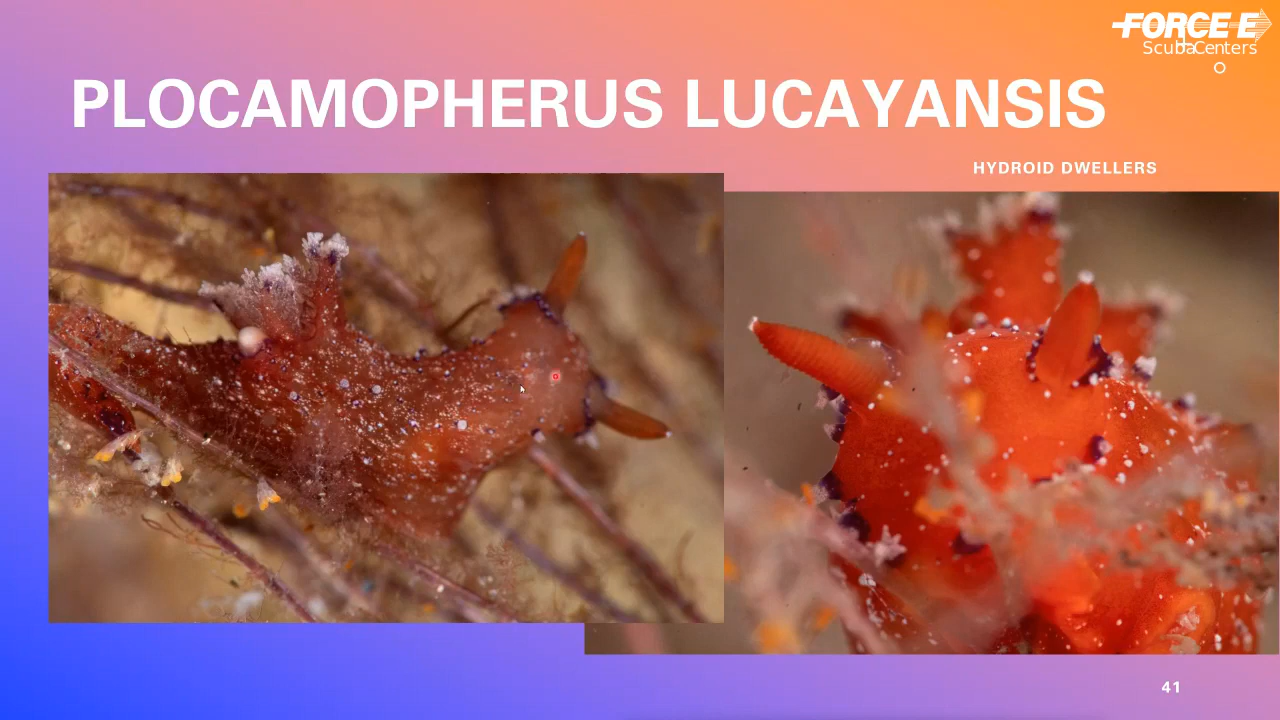 FORCE E
Scuba Centers
PLOCAMOPHERUS LUCAYANSIS
HYDROID DWELLERS
41